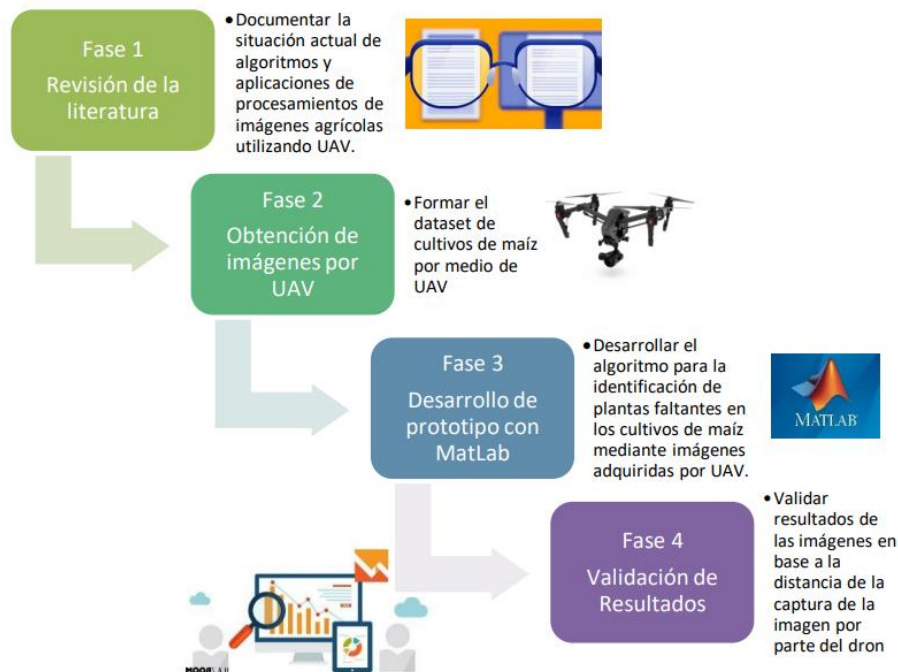 Fase 1
Revisión de la
literatura
•Documentar la
situación actual de
algoritmos y
aplicaciones de
procesamientos de
imágenes agrícolas
utilizando UAV.
Fase 2
Obtención de
imágenes por
UAV
•Formar el
dataset de
cultivos de maíz
por medio de
UAV
Fase 3
Desarrollo de
prototipo con
MatLab
•Desarrollar el
algoritmo para la
identificación de
plantas faltantes en
los cultivos de maíz
mediante imágenes
adquiridas por UAV.
MATLAB
Fase 4
Validación de
Resultados
•Validar
resultados de
las imágenes en
base a la
distancia de la
captura de la
imagen por
parte del dron